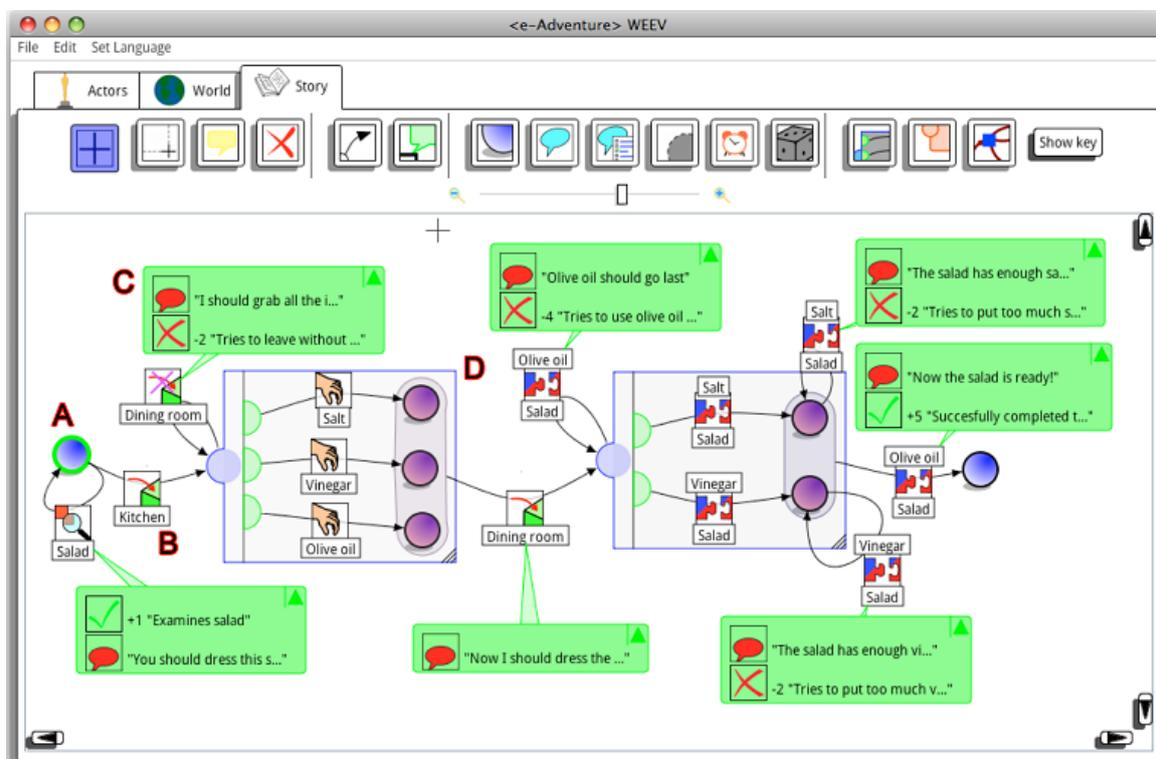 <e-Adventure> WEEV
File Edit Set Language
Actors
World
Story
Show key
C
"I should grab all the i..."
-2 "Tries to leave without ..."
"Olive oil should go last"
-4 "Tries to use olive oil ..."
"The salad has enough sa..."
-2 "Tries to put too much s..."
"Now the salad is ready!"
+5 "Succesfully completed t..."
A
Dining room
Kitchen
B
Salad
Salt
Vinegar
Olive oil
D
Olive oil
Salad
Dining room
Salt
Salad
Vinegar
Salad
Salt
Salad
Olive oil
Salad
Vinegar
Salad
+1 "Examines salad"
"You should dress this s..."
"Now I should dress the ..."
"The salad has enough vi..."
-2 "Tries to put too much v..."